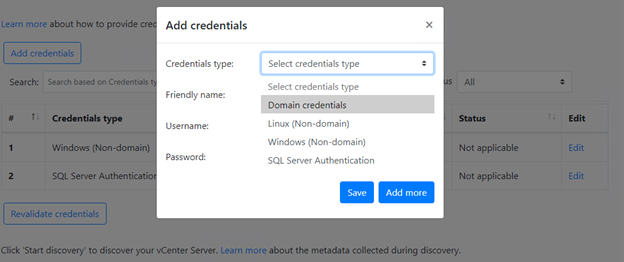 Add credentials ×
Learn more about how to provide cred
Add credentials
Credentials type: Select credentials type
Select credentials type
Search: Search based on Credentials ty
us All
Friendly name:
Domain credentials
Linux (Non-domain)
# Credentials type
Username:
Status Edit
Windows (Non-domain)
1 Windows (Non-domain)
Password:
SQL Server Authentication
Not applicable Edit
2 SQL Server Authentication
Not applicable Edit
Save Add more
Revalidate credentials
Click 'Start discovery' to discover your vCenter Server. Learn more about the metadata collected during discovery.